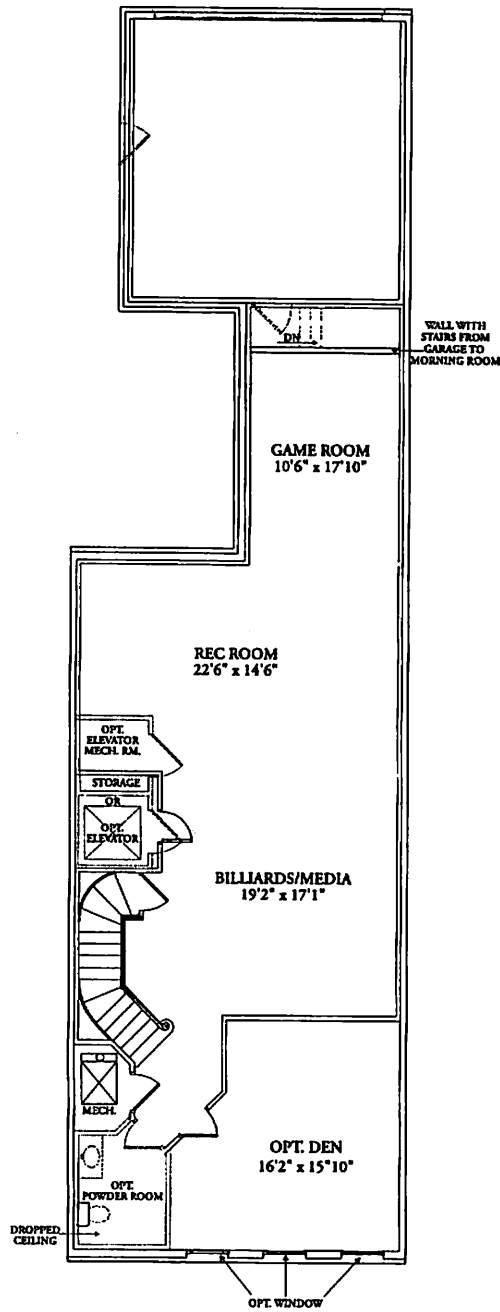 WALL WITH
STAIRS FROM
GARAGE TO
MORNING ROOM
DN
GAME ROOM
10'6" x 17'10"
REC ROOM
22'6" x 14'6"
OPT.
ELEVATOR
MECH. RM.
STORAGE
OR
OPT.
ELEVATOR
BILLIARDS/MEDIA
19'2" x 17'1"
MECH.
OPT. DEN
16'2" x 15"10"
OPT.
POWDER ROOM
DROPPED
CEILING
OPT. WINDOW